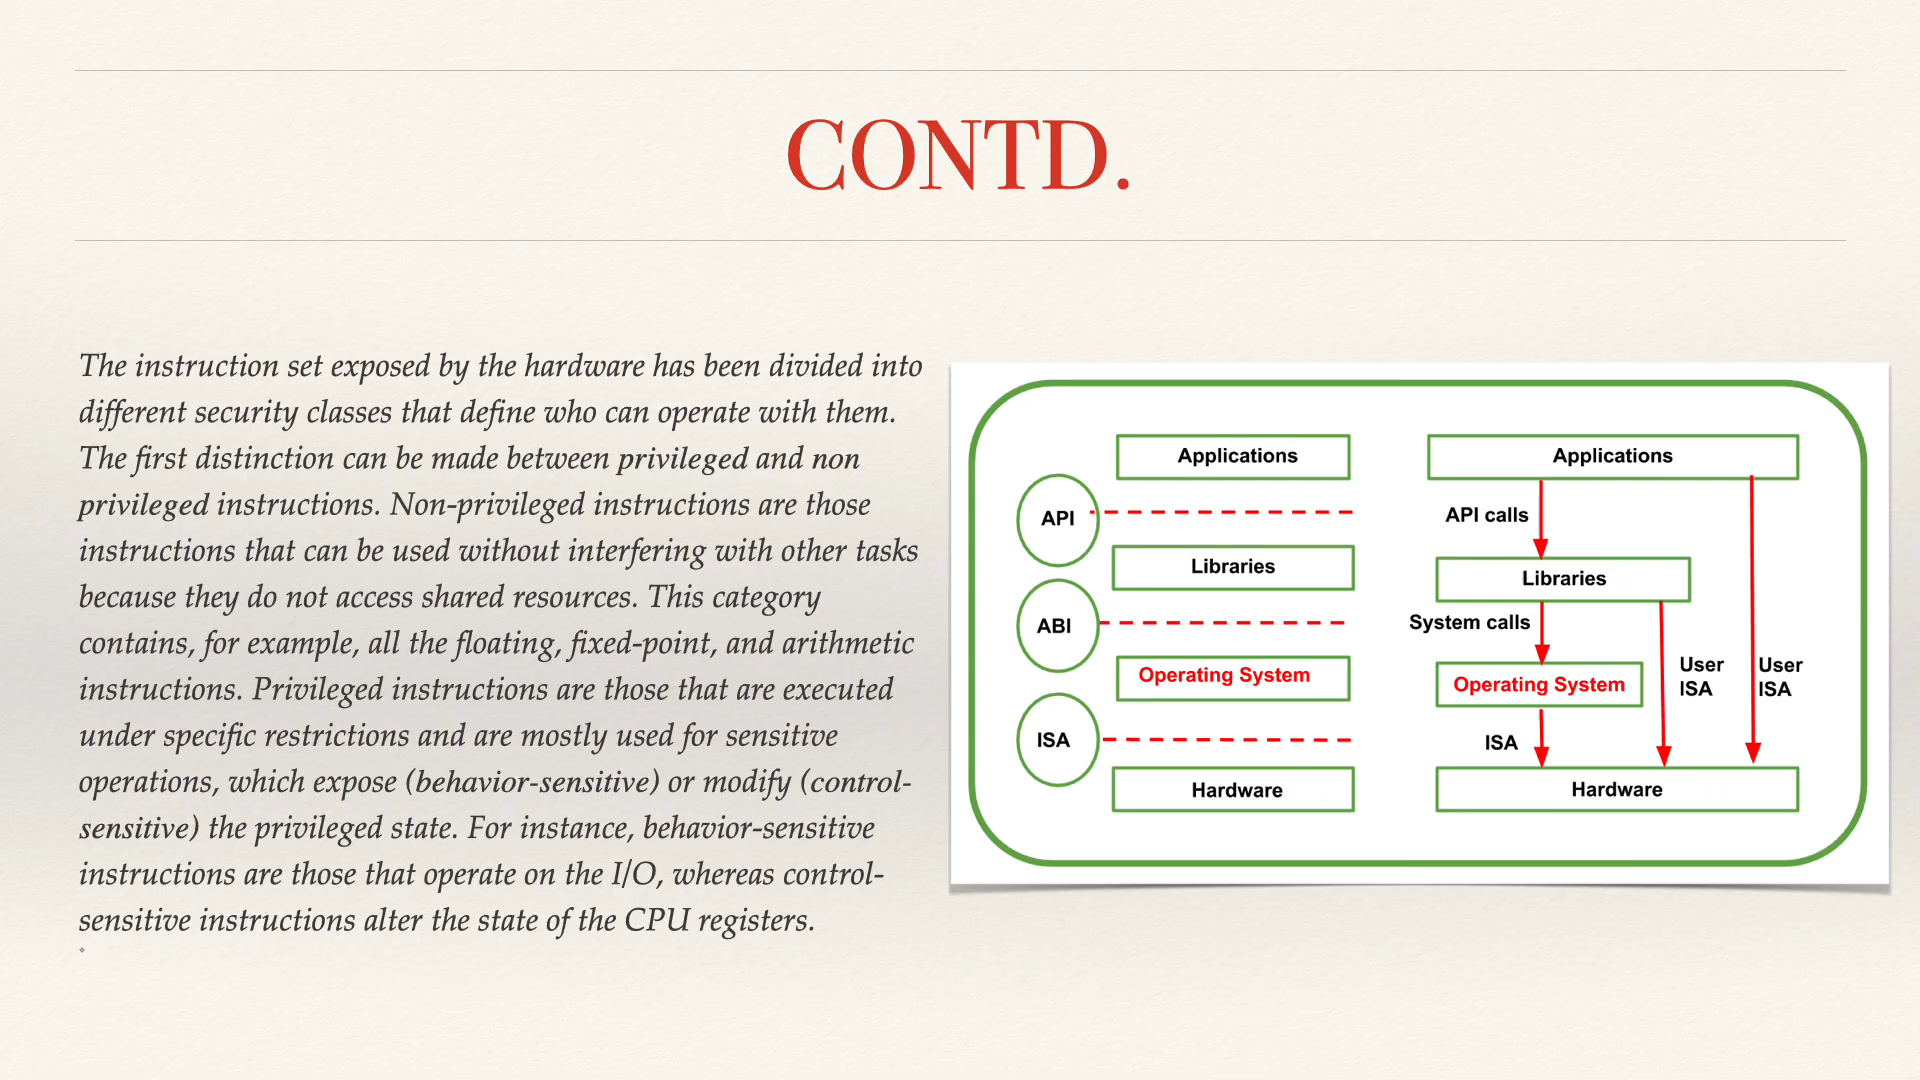 CONTD.
The instruction set exposed by the hardware has been divided into
different security classes that define who can operate with them.
The first distinction can be made between privileged and non
privileged instructions. Non-privileged instructions are those
instructions that can be used without interfering with other tasks
because they do not access shared resources. This category
contains, for example, all the floating, fixed-point, and arithmetic
instructions. Privileged instructions are those that are executed
under specific restrictions and are mostly used for sensitive
operations, which expose (behavior-sensitive) or modify (control-
sensitive) the privileged state. For instance, behavior-sensitive
instructions are those that operate on the I/O, whereas control-
sensitive instructions alter the state of the CPU registers.
Applications
API
Libraries
ABI
Operating System
ISA
Hardware
Applications
API calls
Libraries
System calls
User
ISA
User
ISA
Operating System
ISA
Hardware